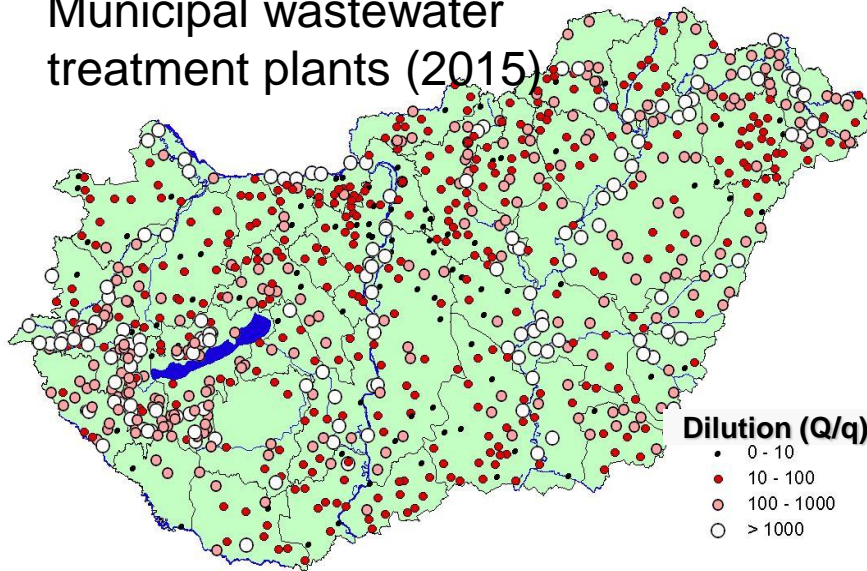 Municipal wastewater
treatment plants (2015)
Dilution (Q/q)
0 - 10
10 - 100
100 - 1000
> 1000